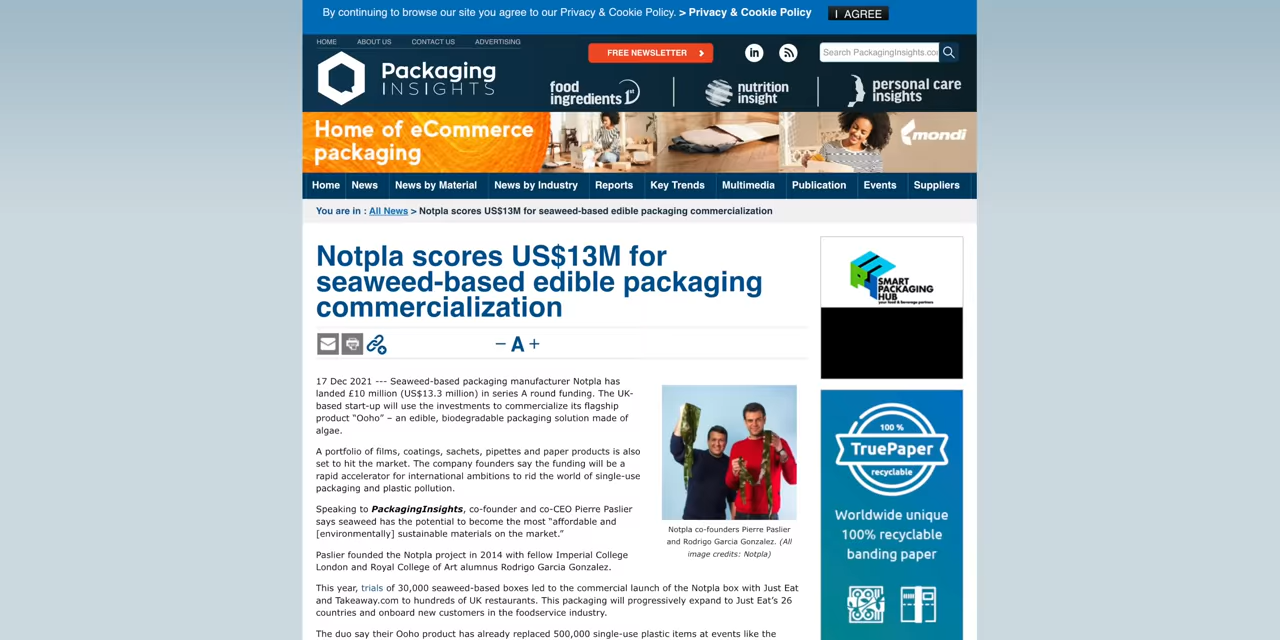 By continuing to browse our site you agree to our Privacy & Cookie Policy. > Privacy & Cookie Policy I AGREE
HOME ABOUT US CONTACT US ADVERTISING
FREE NEWSLETTER
in
Search PackagingInsights.co
Packaging
INSIGHTS
food
ingredients 1st
nutrition
insight
personal care
insights
Home of eCommerce
packaging
mondi
Home News News by Material News by Industry Reports Key Trends Multimedia Publication Events Suppliers
You are in : All News > Notpla scores US$13M for seaweed-based edible packaging commercialization
Notpla scores US$13M for
seaweed-based edible packaging
commercialization
− A +
17 Dec 2021 --- Seaweed-based packaging manufacturer Notpla has
landed £10 million (US$13.3 million) in series A round funding. The UK-
based start-up will use the investments to commercialize its flagship
product “Ooho” – an edible, biodegradable packaging solution made of
algae.
A portfolio of films, coatings, sachets, pipettes and paper products is also
set to hit the market. The company founders say the funding will be a
rapid accelerator for international ambitions to rid the world of single-use
packaging and plastic pollution.
Speaking to PackagingInsights, co-founder and co-CEO Pierre Paslier
says seaweed has the potential to become the most “affordable and
[environmentally] sustainable materials on the market.”
Paslier founded the Notpla project in 2014 with fellow Imperial College
London and Royal College of Art alumnus Rodrigo Garcia Gonzalez.
This year, trials of 30,000 seaweed-based boxes led to the commercial launch of the Notpla box with Just Eat
and Takeaway.com to hundreds of UK restaurants. This packaging will progressively expand to Just Eat’s 26
countries and onboard new customers in the foodservice industry.
The duo say their Ooho product has already replaced 500,000 single-use plastic items at events like the
Notpla co-founders Pierre Paslier
and Rodrigo Garcia Gonzalez. (All
image credits: Notpla)
SMART
PACKAGING
HUB
your food & beverage partners
100 %
TruePaper
recyclable
Worldwide unique
100% recyclable
banding paper